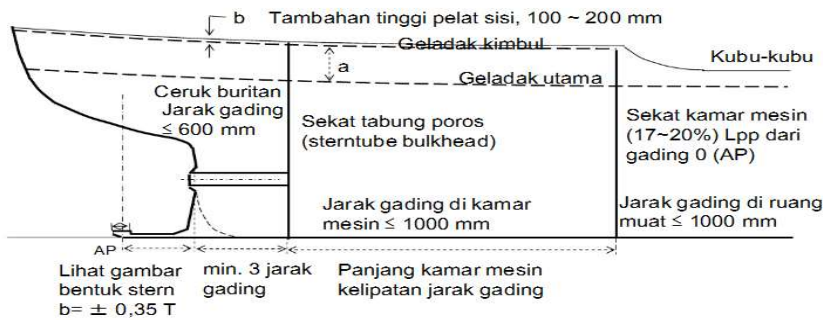 b Tambahan tinggi pelat sisi, 100 ~ 200 mm
Geladak kimbul
Kubu-kubu
a
Geladak utama
Ceruk buritan
Jarak gading
≤ 600 mm
Sekat tabung poros
(sterntube bulkhead)
Sekat kamar mesin
(17~20%) Lpp dari
gading 0 (AP)
Jarak gading di kamar
mesin ≤ 1000 mm
Jarak gading di ruang
muat ≤ 1000 mm
AP
Lihat gambar
bentuk stern
b= ± 0,35 T
min. 3 jarak
gading
Panjang kamar mesin
kelipatan jarak gading